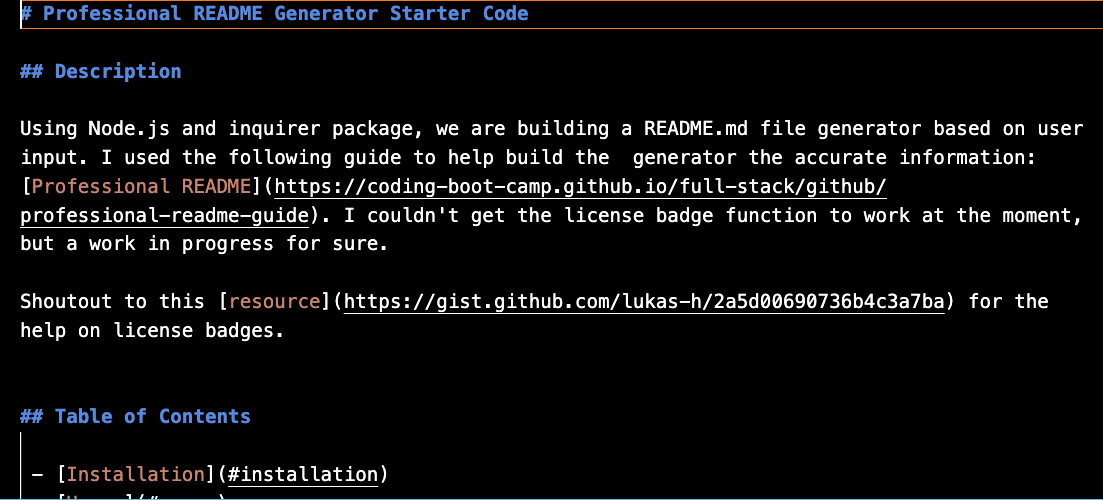 # Professional README Generator Starter Code
## Description
Using Node.js and inquirer package, we are building a README.md file generator based on user
input. I used the following guide to help build the  generator the accurate information:
[Professional README](https://coding-boot-camp.github.io/full-stack/github/
professional-readme-guide). I couldn't get the license badge function to work at the moment,
but a work in progress for sure.
Shoutout to this [resource](https://gist.github.com/lukas-h/2a5d00690736b4c3a7ba) for the
help on license badges.
## Table of Contents
- [Installation](#installation)